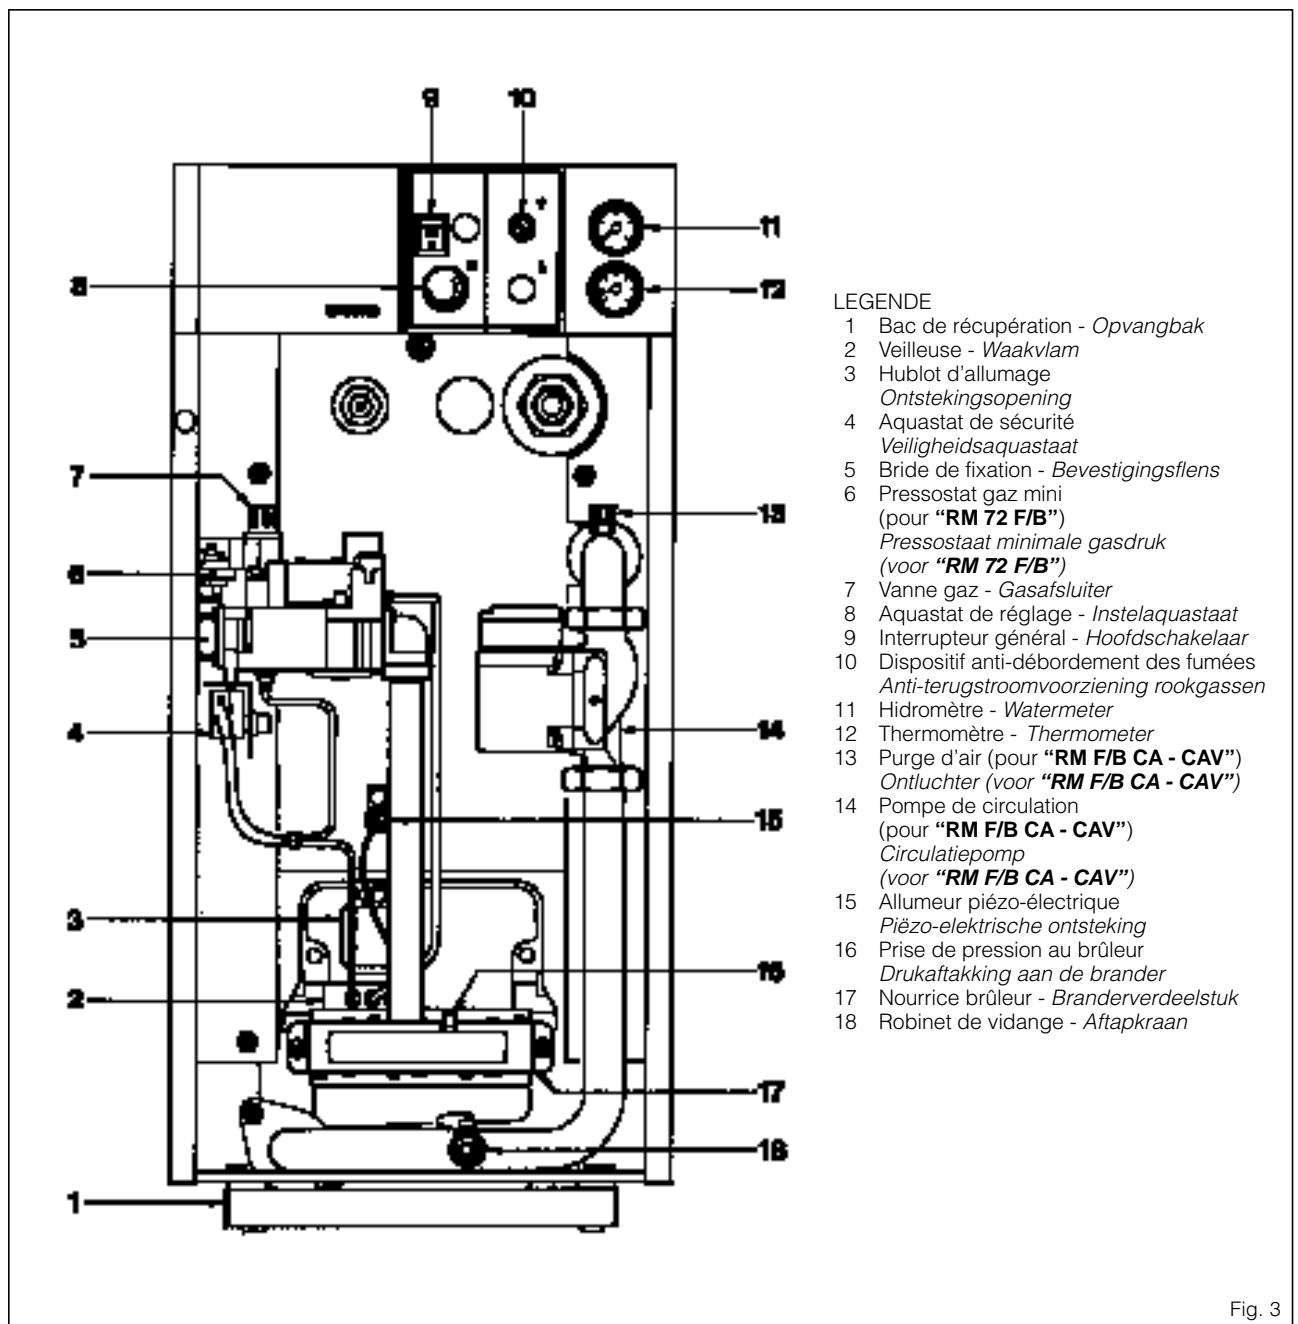 9
10
11
8
12
7
13
6
5
4
14
15
3
16
2
17
18
1
LEGENDE
1 Bac de récupération - Opvangbak
2 Veilleuse - Waakvlam
3 Hublot d'allumage
Ontstekingsopening
4 Aquastat de sécurité
Veiligheidsaquastaat
5 Bride de fixation - Bevestigingsflens
6 Pressostat gaz mini
(pour “RM 72 F/B”)
Pressostaat minimale gasdruk
(voor “RM 72 F/B”)
7 Vanne gaz - Gasafsluiter
8 Aquastat de réglage - Instelaquastaat
9 Interrupteur général - Hoofdschakelaar
10 Dispositif anti-débordement des fumées
Anti-terugstroomvoorziening rookgassen
11 Hidromètre - Watermeter
12 Thermomètre - Thermometer
13 Purge d'air (pour “RM F/B CA - CAV”)
Ontluchter (voor “RM F/B CA - CAV”)
14 Pompe de circulation
(pour “RM F/B CA - CAV”)
Circulatiepomp
(voor “RM F/B CA - CAV”)
15 Allumeur piézo-électrique
Piëzo-elektrische ontsteking
16 Prise de pression au brûleur
Drukaftakking aan de brander
17 Nourrice brûleur - Branderverdeelstuk
18 Robinet de vidange - Aftapkraan
Fig. 3